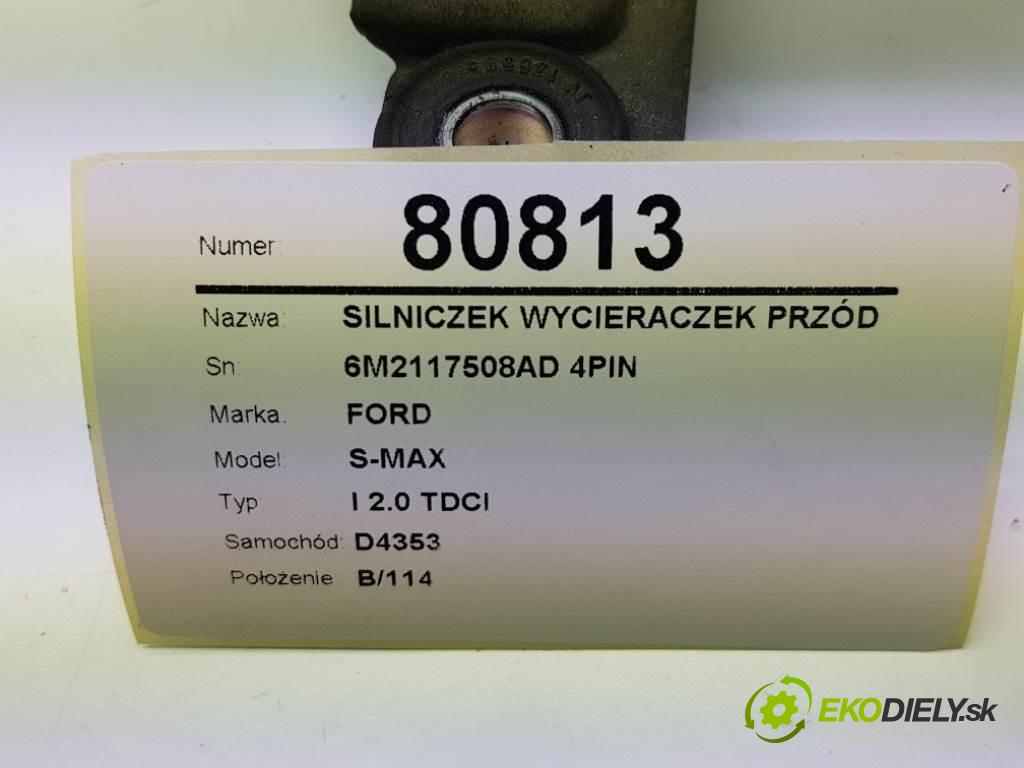 Numer: 80813
Nazwa: SILNICZEK WYCIERACZEK PRZÓD
Sn: 6M2117508AD 4PIN
Marka: FORD
Model: S-MAX
Typ I 2.0 TDCI
Samochód: D4353
Położenie: B/114
EKODIELY.sk